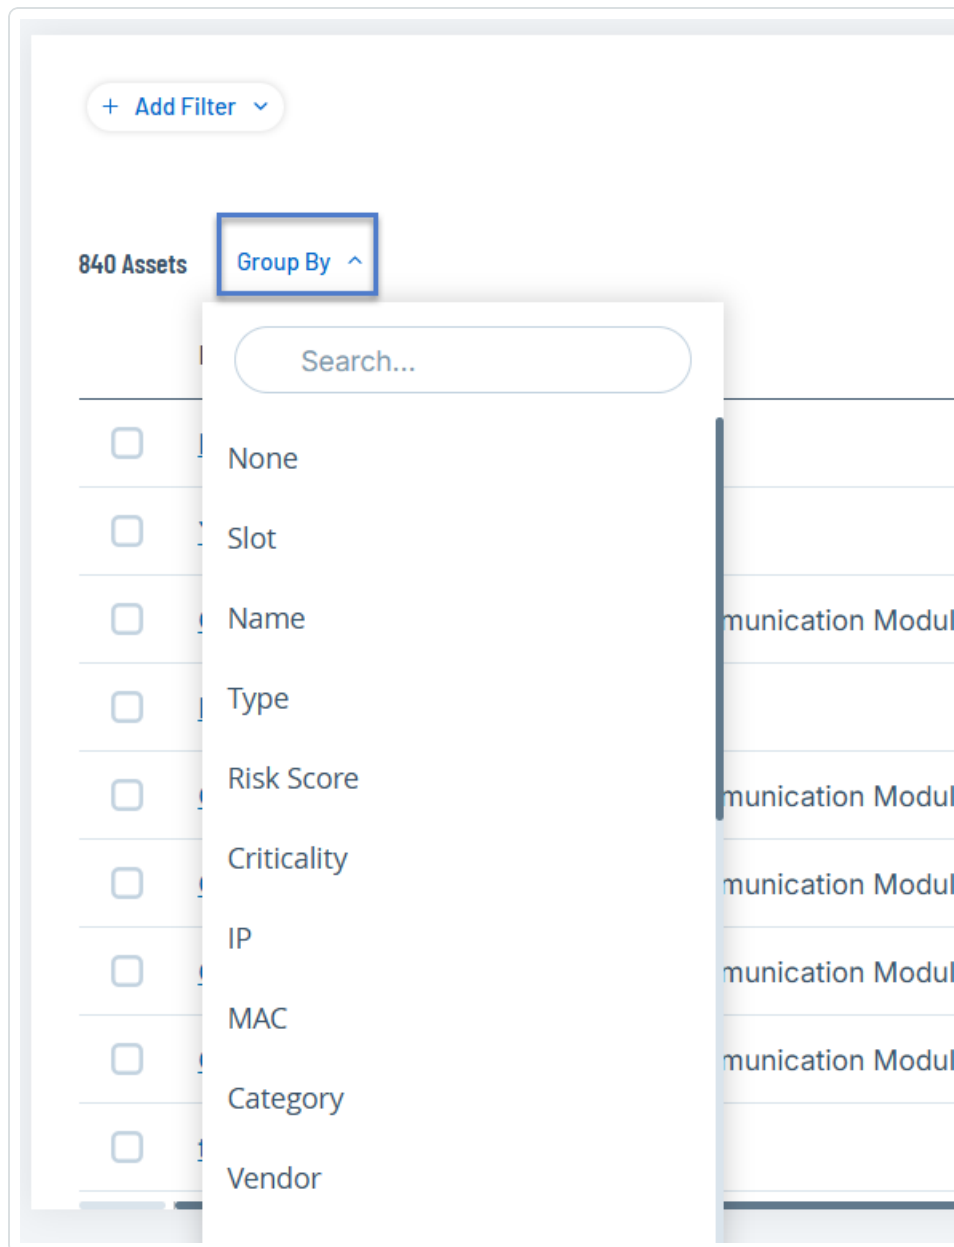 + Add Filter
840 Assets Group By
Search...
None
Slot
Name
munication Modul
Type
Risk Score
munication Modul
Criticality
munication Modul
IP
munication Modul
MAC
munication Modul
Category
Vendor